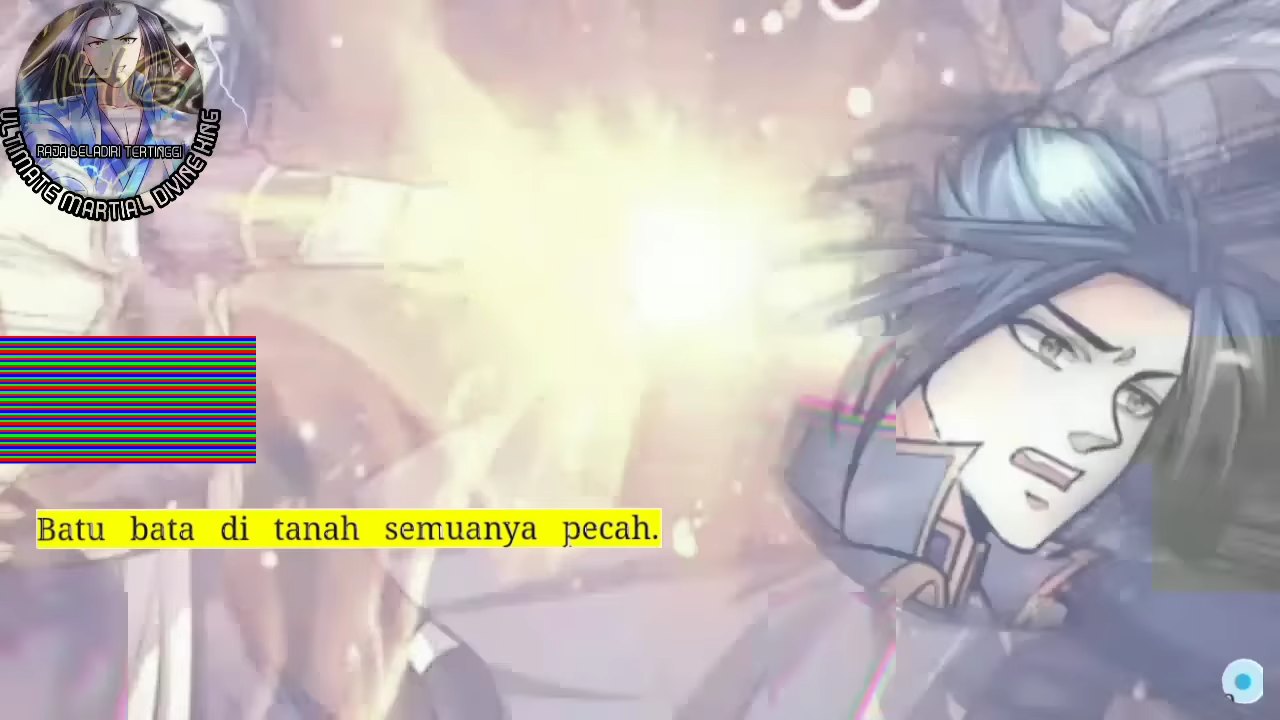 RAJA BELADIRI TERTINGGI
ULTIMATE MARTIAL DIVINE KING
Batu bata di tanah semuanya pecah.